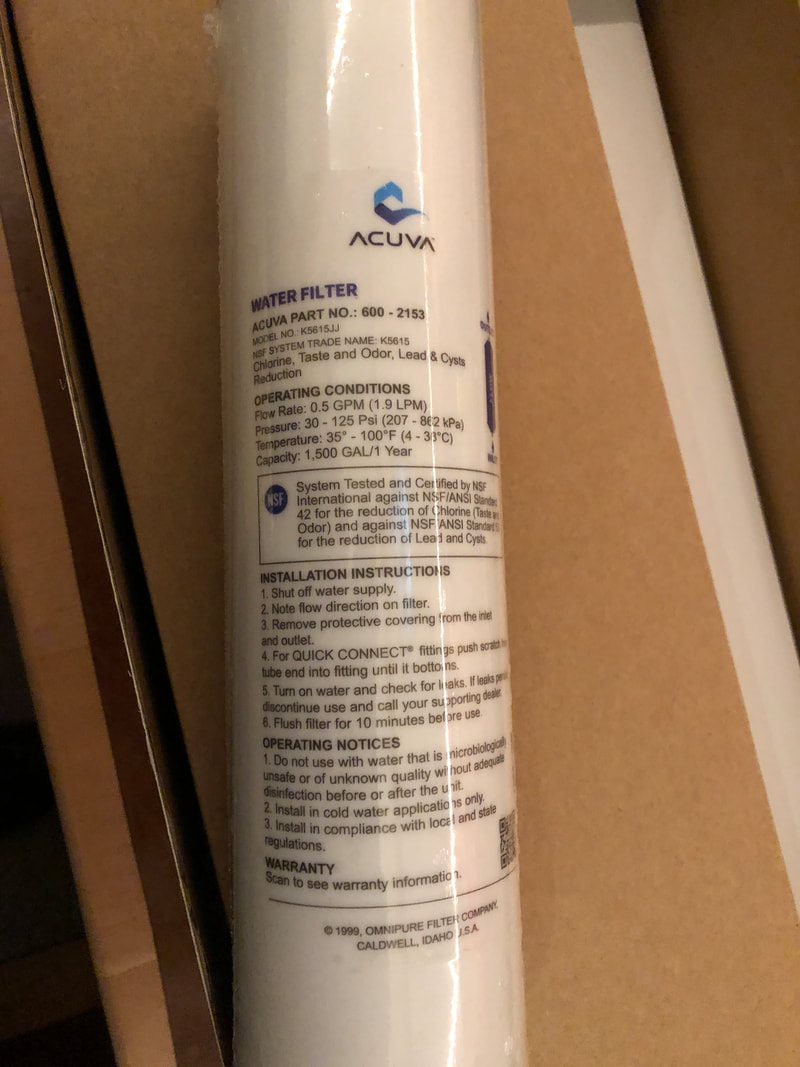 ACUVA
WATER FILTER
ACUVA PART NO.: 600 - 2153
MODEL NO.: K5615JJ
NSF SYSTEM TRADE NAME: K5615
Chlorine, Taste and Odor, Lead & Cysts
Reduction
OPERATING CONDITIONS
Flow Rate: 0.5 GPM (1.9 LPM)
Pressure: 30 - 125 Psi (207 - 862 kPa)
Temperature: 35° - 100°F (4 - 38°C)
Capacity: 1,500 GAL/1 Year
NSF
System Tested and Certified by NSF
International against NSF/ANSI Standard
42 for the reduction of Chlorine (Taste and
Odor) and against NSF/ANSI Standard
for the reduction of Lead and Cysts.
INSTALLATION INSTRUCTIONS
1. Shut off water supply.
2. Note flow direction on filter.
3. Remove protective covering from the inlet
and outlet.
4. For QUICK CONNECT® fittings push scratch
tube end into fitting until it bottoms.
5. Turn on water and check for leaks. If leaks
discontinue use and call your supporting dealer.
6. Flush filter for 10 minutes before use.
OPERATING NOTICES
1. Do not use with water that is microbiologically
unsafe or of unknown quality without adequate
disinfection before or after the unit.
2. Install in cold water applications only.
3. Install in compliance with local and state
regulations.
WARRANTY
Scan to see warranty information.
© 1999, OMNIPURE FILTER COMPANY.
CALDWELL, IDAHO U.S.A.